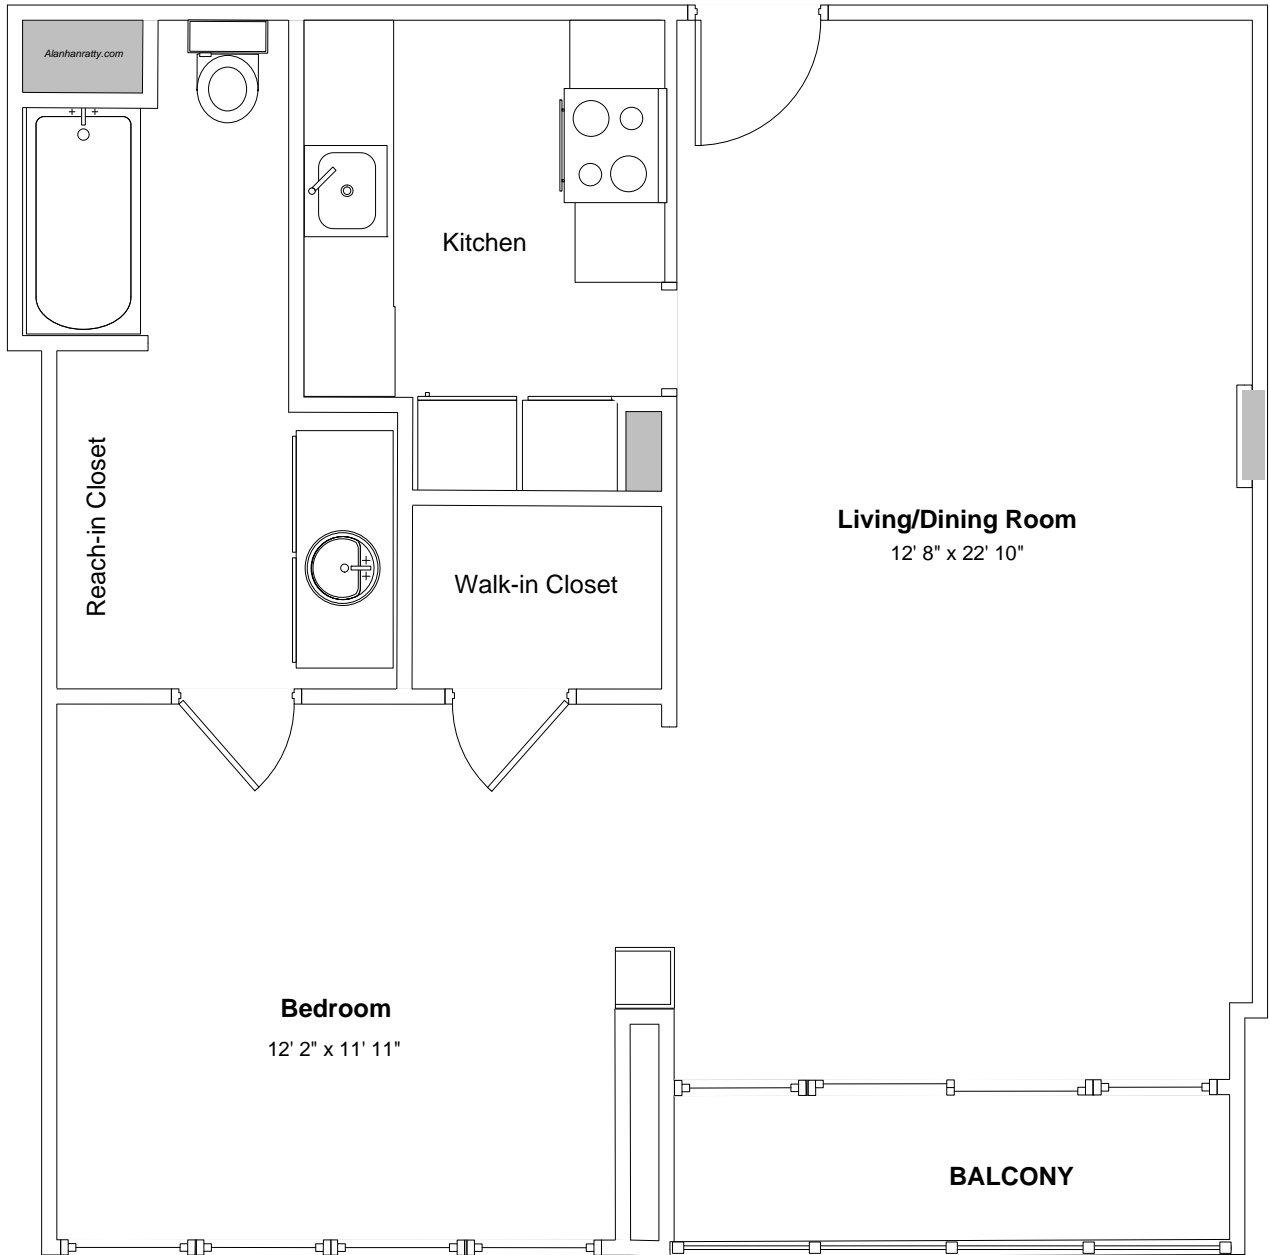 Alanhanratty.com
Kitchen
Reach-in Closet
Living/Dining Room
12' 8" x 22' 10"
Walk-in Closet
Bedroom
12' 2" x 11' 11"
BALCONY